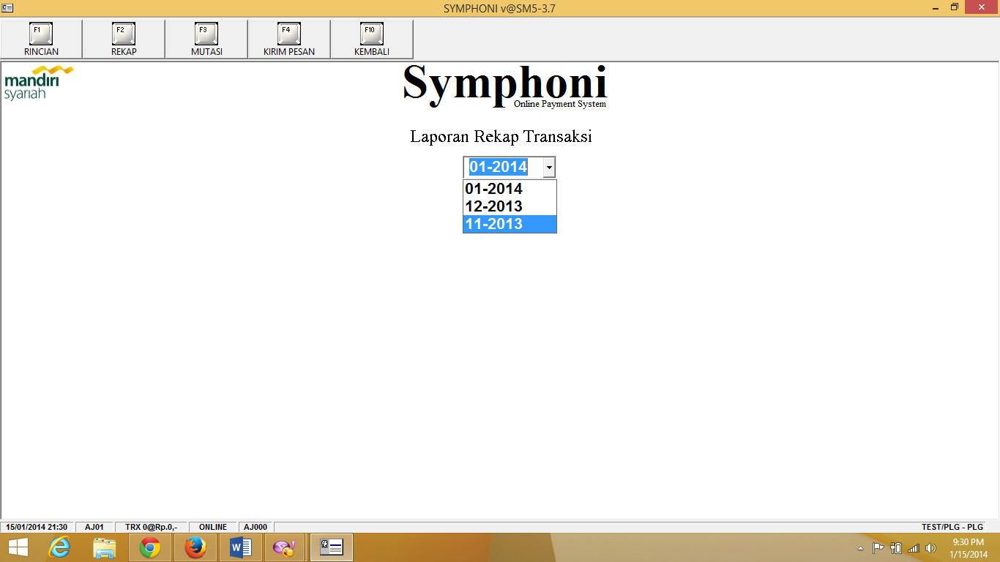 SYMPHONI v@SM5-3.7
F1 F2 F3 F4 F10
RINCIAN REKAP MUTASI KIRIM PESAN KEMBALI
mandiri
syariah
Symphoni
Online Payment System
Laporan Rekap Transaksi
01-2014
01-2014
12-2013
11-2013
15/01/2014 21:30 AJ01 TRX 0@Rp.0,- ONLINE AJ000 TEST/PLG - PLG
9:30 PM
1/15/2014